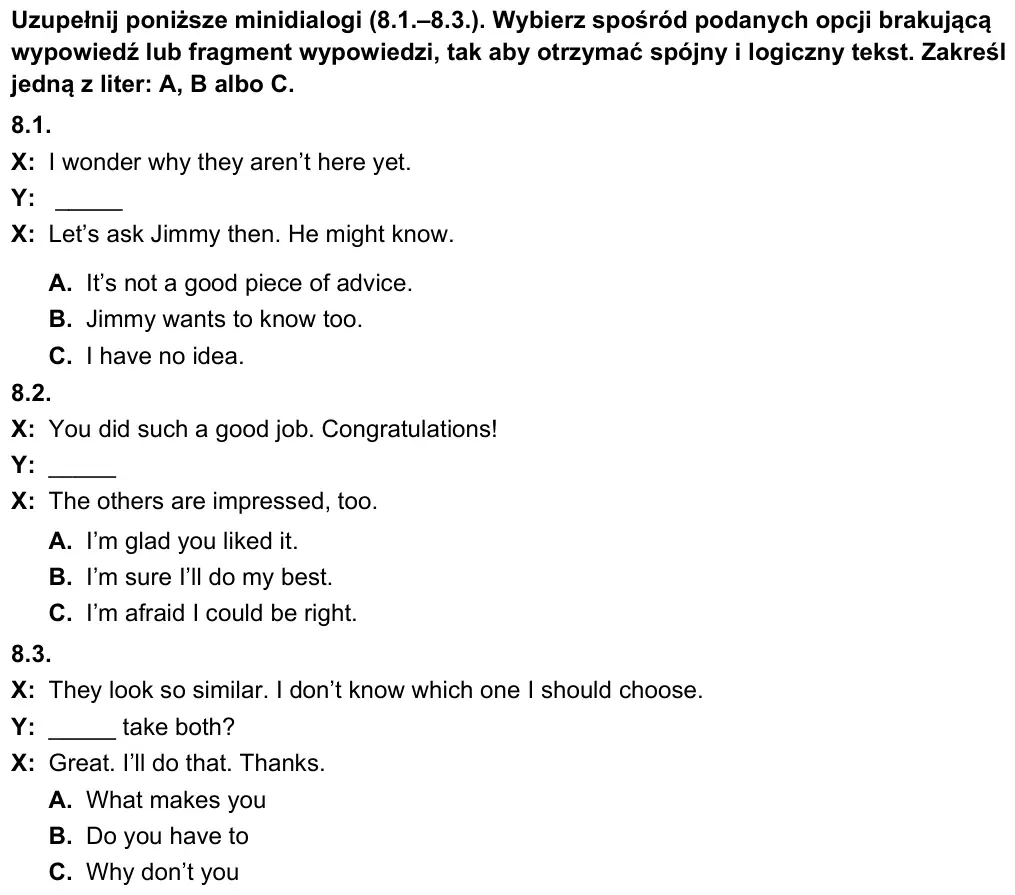 Uzupełnij poniższe minidialogi (8.1.–8.3.). Wybierz spośród podanych opcji brakującą
wypowiedź lub fragment wypowiedzi, tak aby otrzymać spójny i logiczny tekst. Zakreśl
jedną z liter: A, B albo C.
8.1.
X: I wonder why they aren’t here yet.
Y: _____
X: Let’s ask Jimmy then. He might know.
A. It’s not a good piece of advice.
B. Jimmy wants to know too.
C. I have no idea.
8.2.
X: You did such a good job. Congratulations!
Y: _____
X: The others are impressed, too.
A. I’m glad you liked it.
B. I’m sure I’ll do my best.
C. I’m afraid I could be right.
8.3.
X: They look so similar. I don’t know which one I should choose.
Y: _____ take both?
X: Great. I’ll do that. Thanks.
A. What makes you
B. Do you have to
C. Why don’t you